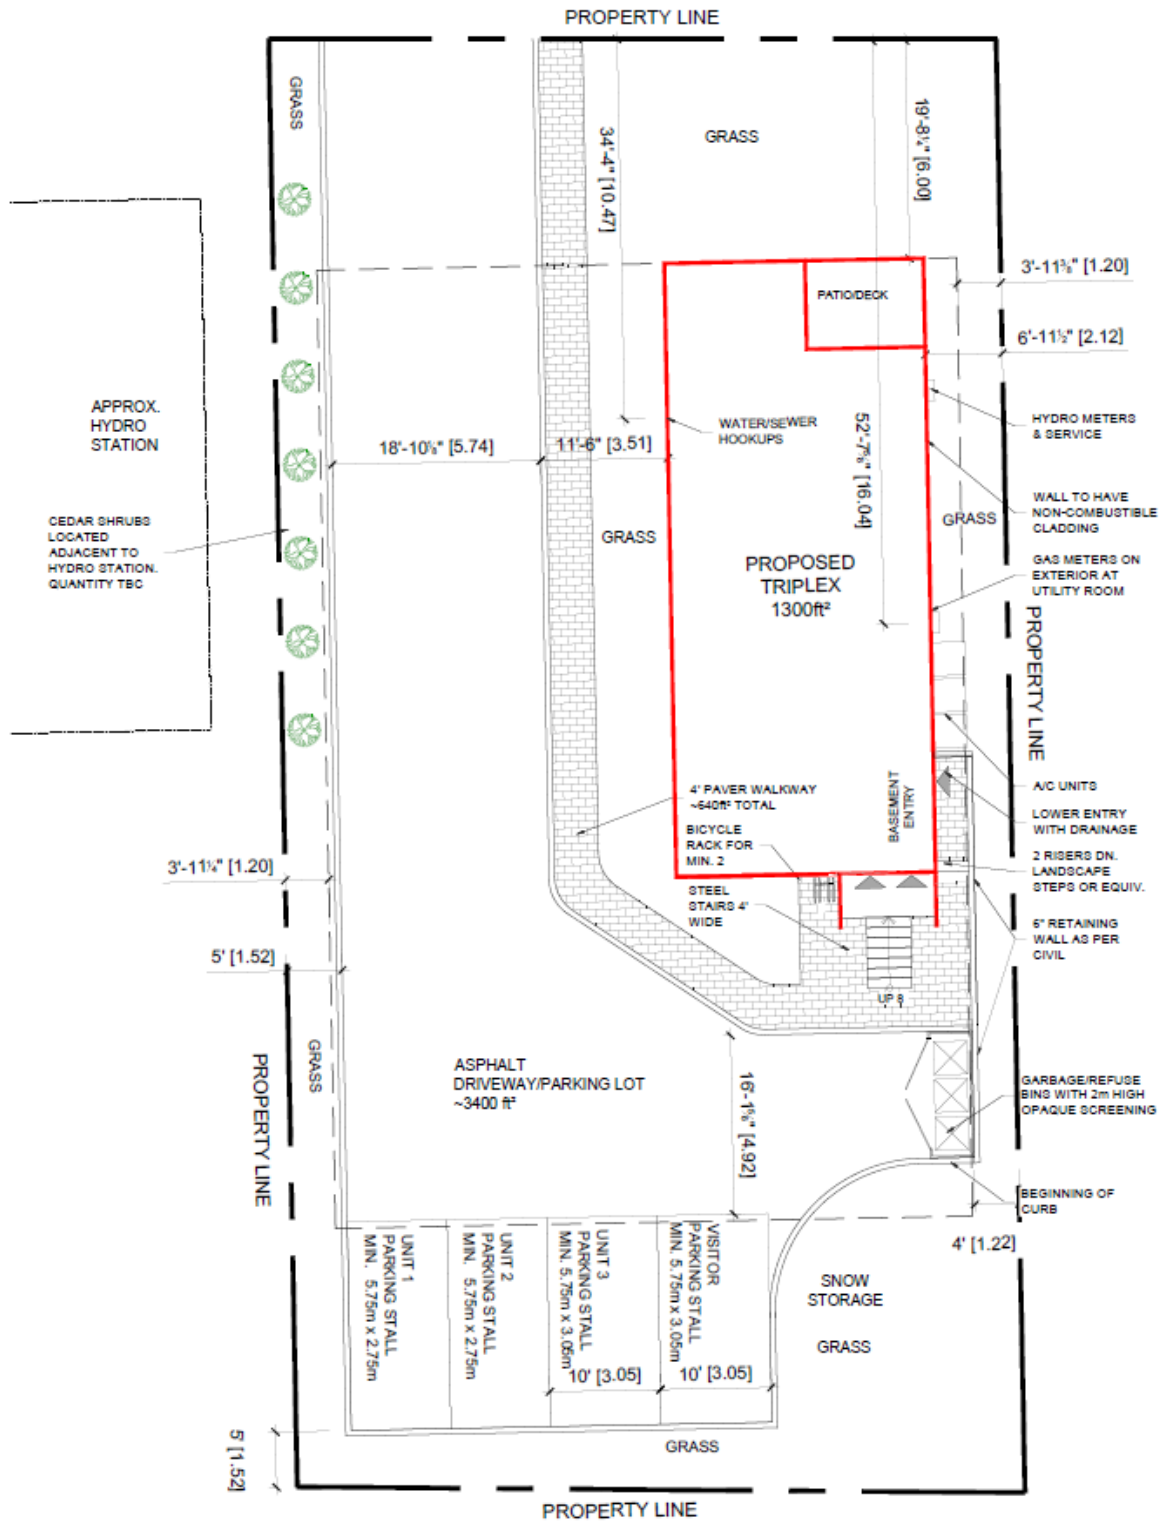 PROPERTY LINE
GRASS
GRASS
34'-4" [10.47]
19'-8¼" [6.00]
3'-11⅜" [1.20]
PATIO/DECK
6'-11½" [2.12]
APPROX.
HYDRO
STATION
WATER/SEWER
HOOKUPS
HYDRO METERS
& SERVICE
18'-10⅛" [5.74]
11'-6" [3.51]
52'-7⅝" [16.04]
WALL TO HAVE
NON-COMBUSTIBLE
CLADDING
GRASS
CEDAR SHRUBS
LOCATED
ADJACENT TO
HYDRO STATION.
QUANTITY TBC
GRASS
PROPOSED
TRIPLEX
1300ft²
GAS METERS ON
EXTERIOR AT
UTILITY ROOM
PROPERTY LINE
4' PAVER WALKWAY
~640ft² TOTAL
BASEMENT
ENTRY
A/C UNITS
LOWER ENTRY
WITH DRAINAGE
BICYCLE
RACK FOR
MIN. 2
2 RISERS DN.
LANDSCAPE
STEPS OR EQUIV.
3'-11¼" [1.20]
STEEL
STAIRS 4'
WIDE
6" RETAINING
WALL AS PER
CIVIL
5' [1.52]
UP 8
GRASS
PROPERTY LINE
ASPHALT
DRIVEWAY/PARKING LOT
~3400 ft²
16'-1⅝" [4.92]
GARBAGE/REFUSE
BINS WITH 2m HIGH
OPAQUE SCREENING
BEGINNING OF
CURB
4' [1.22]
UNIT 1
PARKING STALL
MIN. 5.75m x 2.75m
UNIT 2
PARKING STALL
MIN. 5.75m x 2.75m
UNIT 3
PARKING STALL
MIN. 5.75m x 3.05m
VISITOR
PARKING STALL
MIN. 5.75m x 3.05m
10' [3.05]
10' [3.05]
SNOW
STORAGE
GRASS
5' [1.52]
GRASS
PROPERTY LINE